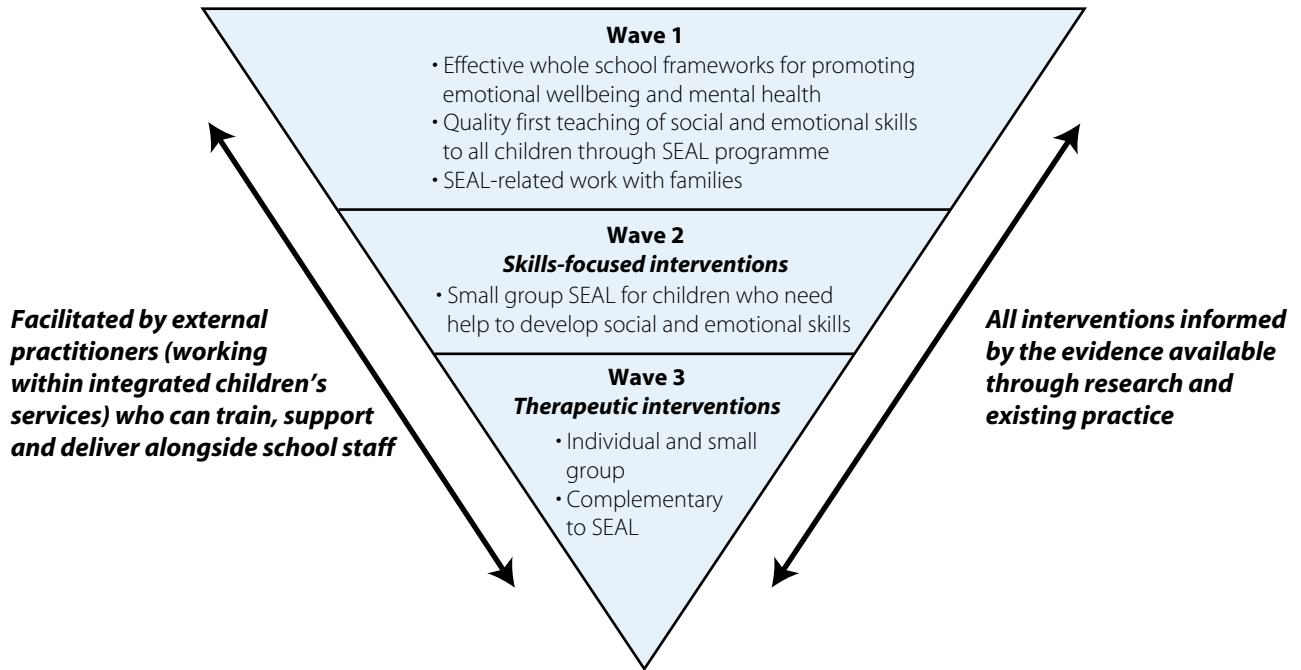 Wave 1
• Effective whole school frameworks for promoting
emotional wellbeing and mental health
• Quality first teaching of social and emotional skills
to all children through SEAL programme
• SEAL-related work with families
Wave 2
Skills-focused interventions
• Small group SEAL for children who need
help to develop social and emotional skills
Wave 3
Therapeutic interventions
• Individual and small
group
• Complementary
to SEAL
Facilitated by external
practitioners (working
within integrated children’s
services) who can train, support
and deliver alongside school staff
All interventions informed
by the evidence available
through research and
existing practice